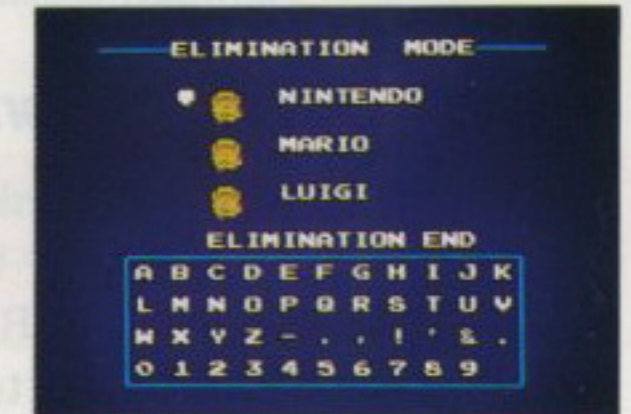 ELIMINATION MODE
NINTENDO
MARIO
LUIGI
ELIMINATION END
A B C D E F G H I J K
L M N O P Q R S T U V
W X Y Z - . , ! ' & .
0 1 2 3 4 5 6 7 8 9